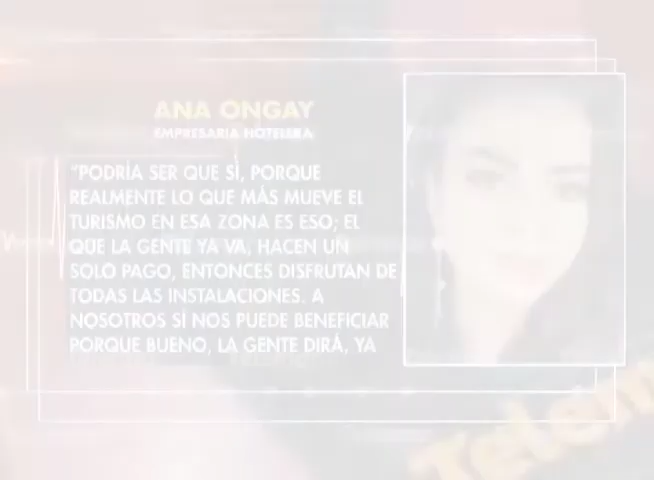 ANA ONGAY
EMPRESARIA HOTELERA
"PODRÍA SER QUE SÍ, PORQUE
REALMENTE LO QUE MÁS MUEVE EL
TURISMO EN ESA ZONA ES ESO; EL
QUE LA GENTE YA VA, HACEN UN
SOLO PAGO, ENTONCES DISFRUTAN DE
TODAS LAS INSTALACIONES. A
NOSOTROS SÍ NOS PUEDE BENEFICIAR
PORQUE BUENO, LA GENTE DIRÁ, YA